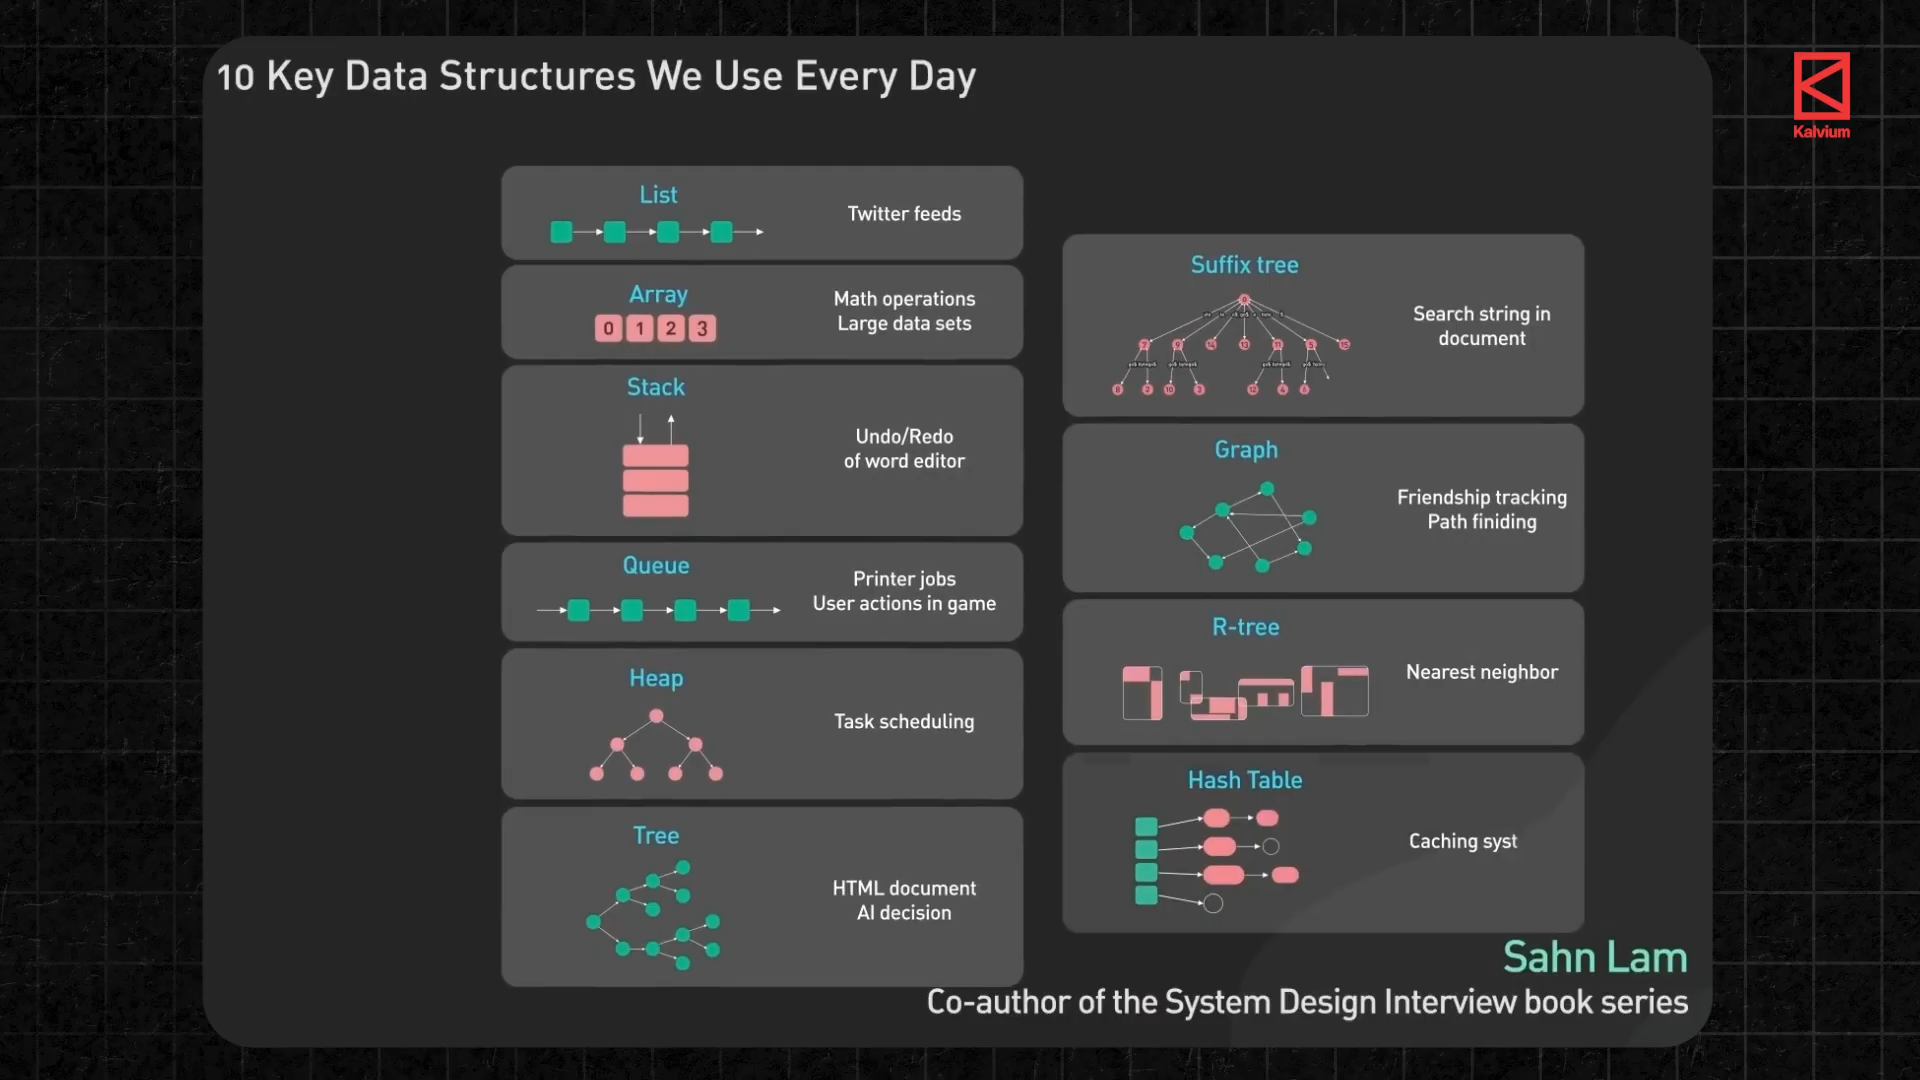 10 Key Data Structures We Use Every Day
Kalvium
List
Twitter feeds
Array
0 1 2 3
Math operations
Large data sets
Stack
Undo/Redo
of word editor
Queue
Printer jobs
User actions in game
Heap
Task scheduling
Tree
HTML document
AI decision
Suffix tree
Search string in
document
Graph
Friendship tracking
Path finiding
R-tree
Nearest neighbor
Hash Table
Caching syst
Sahn Lam
Co-author of the System Design Interview book series